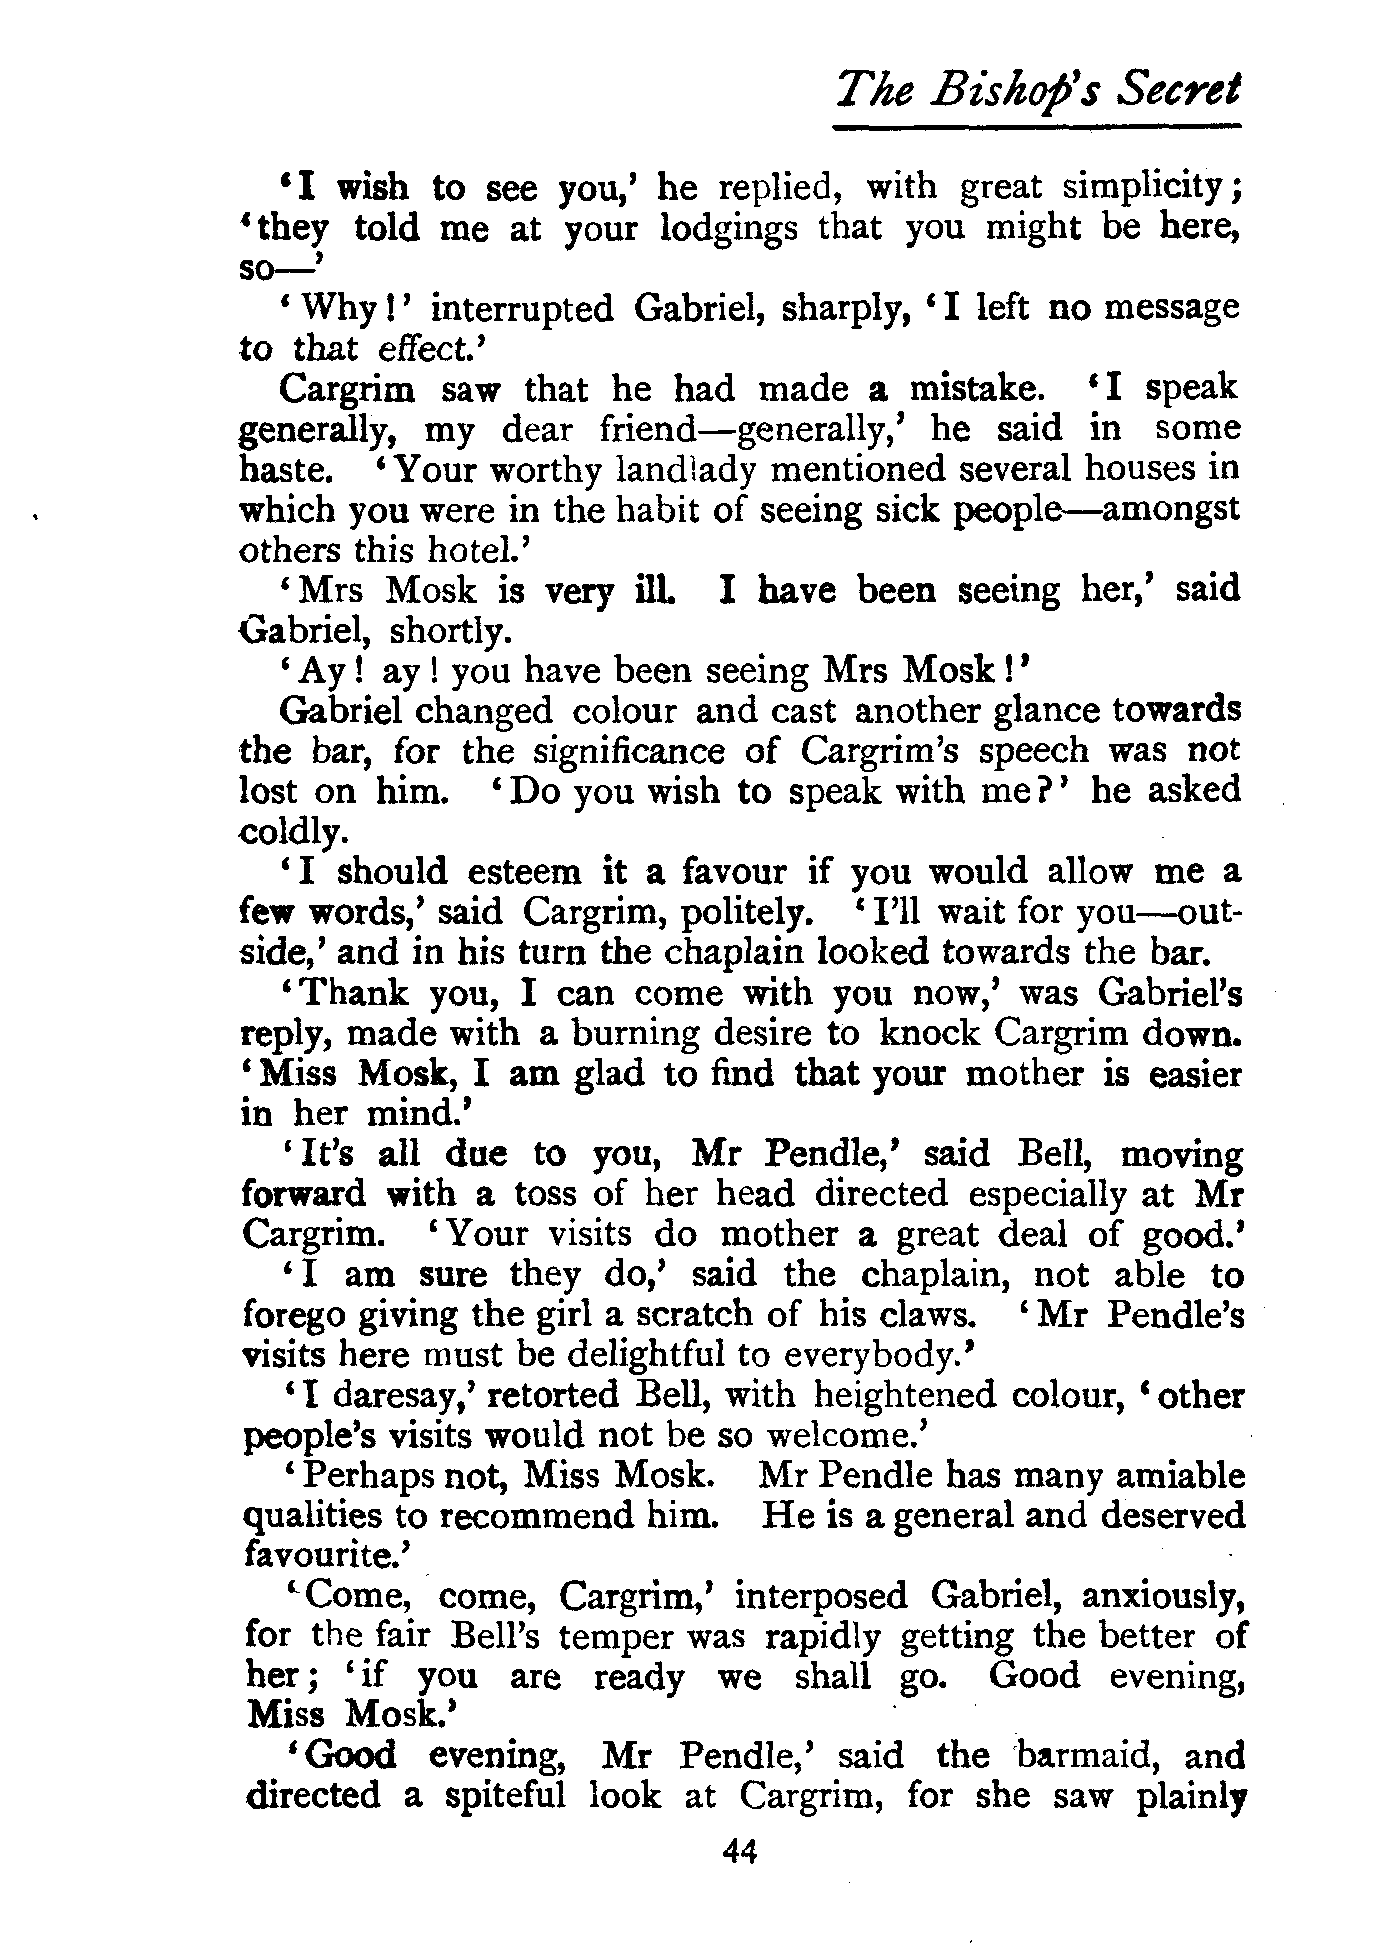 The Bishop's Secret
‘I wish to see you,’ he replied, with great simplicity;
‘they told me at your lodgings that you might be here,
so—’
‘Why!’ interrupted Gabriel, sharply, ‘I left no message
to that effect.’
Cargrim saw that he had made a mistake. ‘I speak
generally, my dear friend—generally,’ he said in some
haste. ‘Your worthy landlady mentioned several houses in
which you were in the habit of seeing sick people—amongst
others this hotel.’
‘Mrs Mosk is very ill. I have been seeing her,’ said
Gabriel, shortly.
‘Ay! ay! you have been seeing Mrs Mosk!’
Gabriel changed colour and cast another glance towards
the bar, for the significance of Cargrim's speech was not
lost on him. ‘Do you wish to speak with me?’ he asked
coldly.
‘I should esteem it a favour if you would allow me a
few words,’ said Cargrim, politely. ‘I'll wait for you—out-
side,’ and in his turn the chaplain looked towards the bar.
‘Thank you, I can come with you now,’ was Gabriel's
reply, made with a burning desire to knock Cargrim down.
‘Miss Mosk, I am glad to find that your mother is easier
in her mind.’
‘It's all due to you, Mr Pendle,’ said Bell, moving
forward with a toss of her head directed especially at Mr
Cargrim. ‘Your visits do mother a great deal of good.’
‘I am sure they do,’ said the chaplain, not able to
forego giving the girl a scratch of his claws. ‘Mr Pendle's
visits here must be delightful to everybody.’
‘I daresay,’ retorted Bell, with heightened colour, ‘other
people's visits would not be so welcome.’
‘Perhaps not, Miss Mosk. Mr Pendle has many amiable
qualities to recommend him. He is a general and deserved
favourite.’
‘Come, come, Cargrim,’ interposed Gabriel, anxiously,
for the fair Bell's temper was rapidly getting the better of
her; ‘if you are ready we shall go. Good evening,
Miss Mosk.’
‘Good evening, Mr Pendle,’ said the barmaid, and
directed a spiteful look at Cargrim, for she saw plainly
44